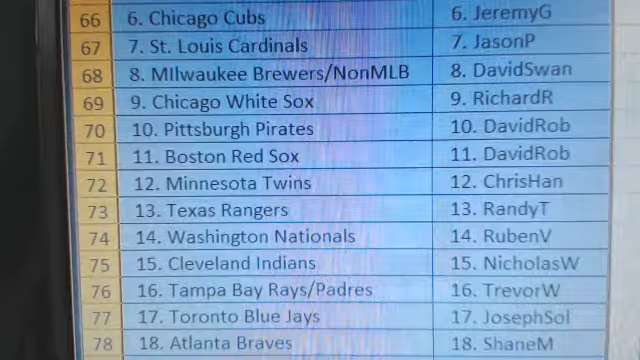 66 6. Chicago Cubs 6. JeremyG
67 7. St. Louis Cardinals 7. JasonP
68 8. MIlwaukee Brewers/NonMLB 8. DavidSwan
69 9. Chicago White Sox 9. RichardR
70 10. Pittsburgh Pirates 10. DavidRob
71 11. Boston Red Sox 11. DavidRob
72 12. Minnesota Twins 12. ChrisHan
73 13. Texas Rangers 13. RandyT
74 14. Washington Nationals 14. RubenV
75 15. Cleveland Indians 15. NicholasW
76 16. Tampa Bay Rays/Padres 16. TrevorW
77 17. Toronto Blue Jays 17. JosephSol
78 18. Atlanta Braves 18. ShaneM